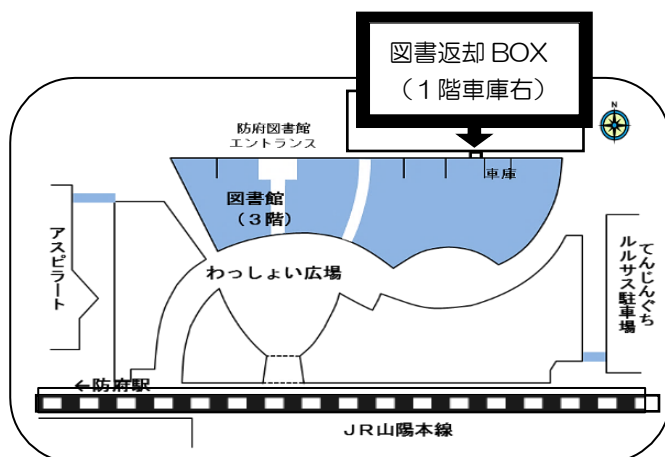 図書返却 BOX
(1階車庫右)
N
防府図書館
エントランス
車庫
図書館
(3階)
アスピラート
わっしょい広場
てんじんぐち
ルルサス駐車場
←防府駅
JR山陽本線